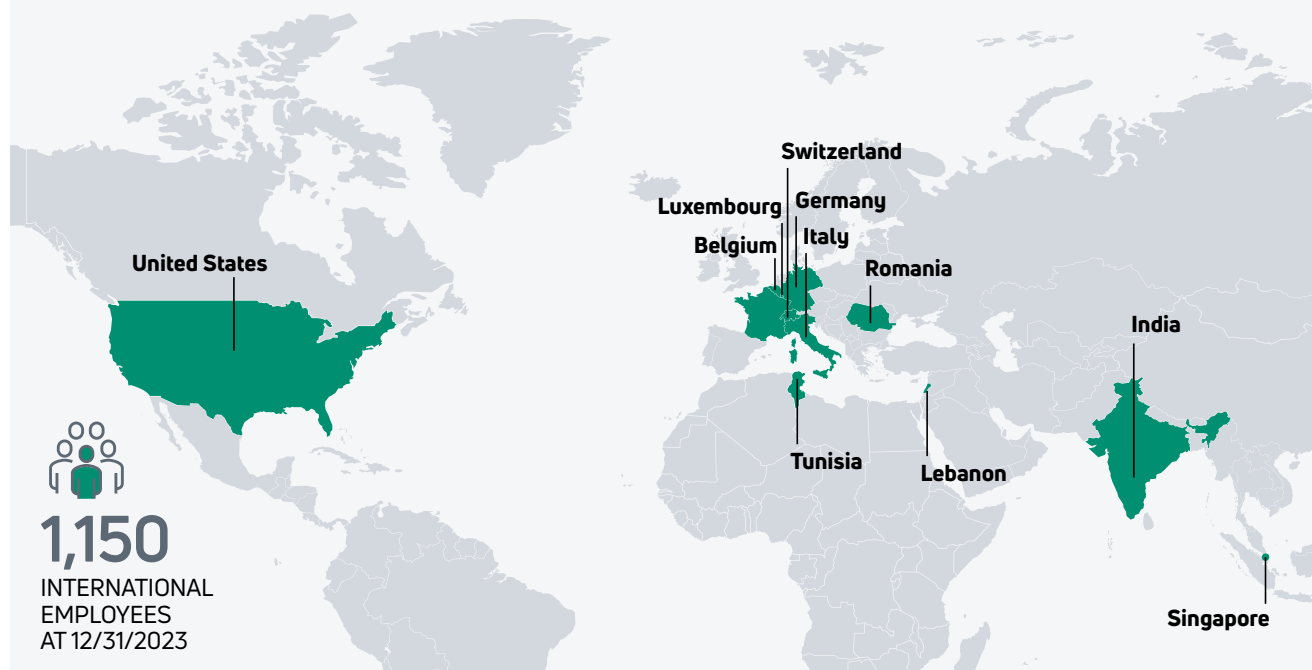 Switzerland
Germany
Luxembourg
Italy
Belgium
United States
Romania
India
Tunisia
Lebanon
1,150
INTERNATIONAL
EMPLOYEES
AT 12/31/2023
Singapore